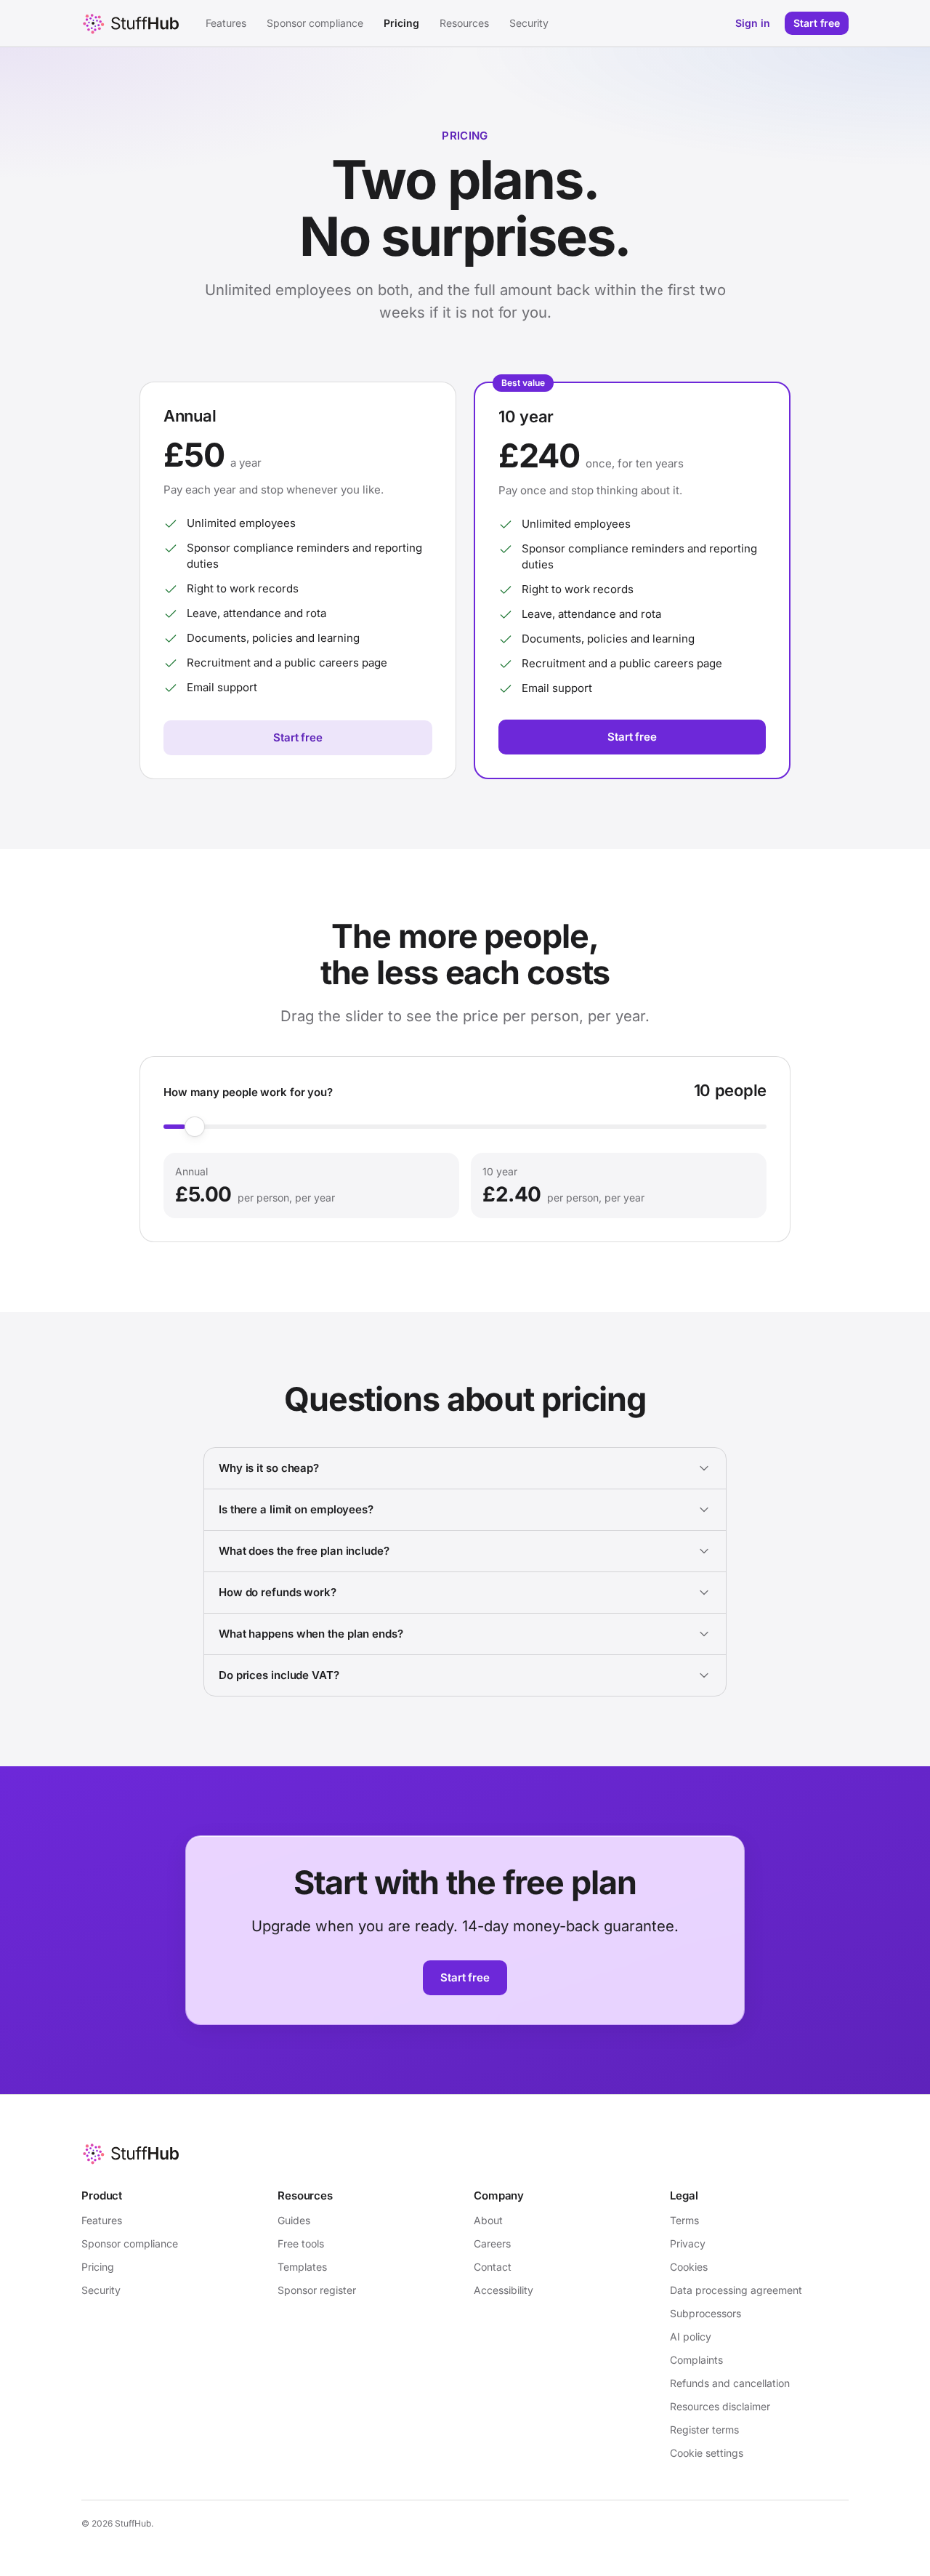 StuffHub
Features
Sponsor compliance
Pricing
Resources
Security
Sign in
Start free
PRICING
Two plans.
No surprises.
Unlimited employees on both, and the full amount back within the first two
weeks if it is not for you.
Annual
£50 a year
Pay each year and stop whenever you like.
Unlimited employees
Sponsor compliance reminders and reporting
duties
Right to work records
Leave, attendance and rota
Documents, policies and learning
Recruitment and a public careers page
Email support
Start free
Best value
10 year
£240 once, for ten years
Pay once and stop thinking about it.
Unlimited employees
Sponsor compliance reminders and reporting
duties
Right to work records
Leave, attendance and rota
Documents, policies and learning
Recruitment and a public careers page
Email support
Start free
The more people,
the less each costs
Drag the slider to see the price per person, per year.
How many people work for you?
10 people
Annual
£5.00 per person, per year
10 year
£2.40 per person, per year
Questions about pricing
Why is it so cheap?
Is there a limit on employees?
What does the free plan include?
How do refunds work?
What happens when the plan ends?
Do prices include VAT?
Start with the free plan
Upgrade when you are ready. 14-day money-back guarantee.
Start free
StuffHub
Product
Features
Sponsor compliance
Pricing
Security
Resources
Guides
Free tools
Templates
Sponsor register
Company
About
Careers
Contact
Accessibility
Legal
Terms
Privacy
Cookies
Data processing agreement
Subprocessors
AI policy
Complaints
Refunds and cancellation
Resources disclaimer
Register terms
Cookie settings
© 2026 StuffHub.